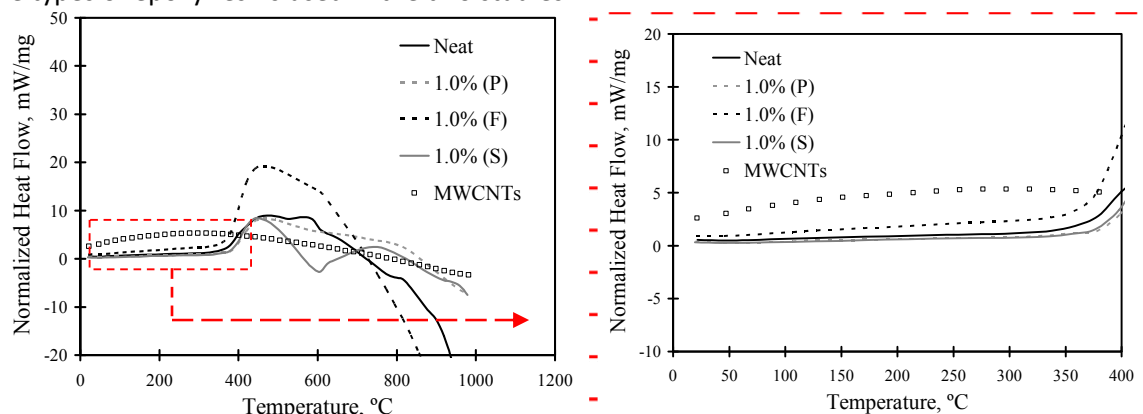 Normalized Heat Flow, mW/mg
50
40
30
20
10
0
-10
-20
0
200
400
600
800
1000
1200
Temperature, ºC
Neat
1.0% (P)
1.0% (F)
1.0% (S)
MWCNTs
Normalized Heat Flow, mW/mg
20
15
10
5
0
-5
-10
0
50
100
150
200
250
300
350
400
Temperature, ºC
Neat
1.0% (P)
1.0% (F)
1.0% (S)
MWCNTs